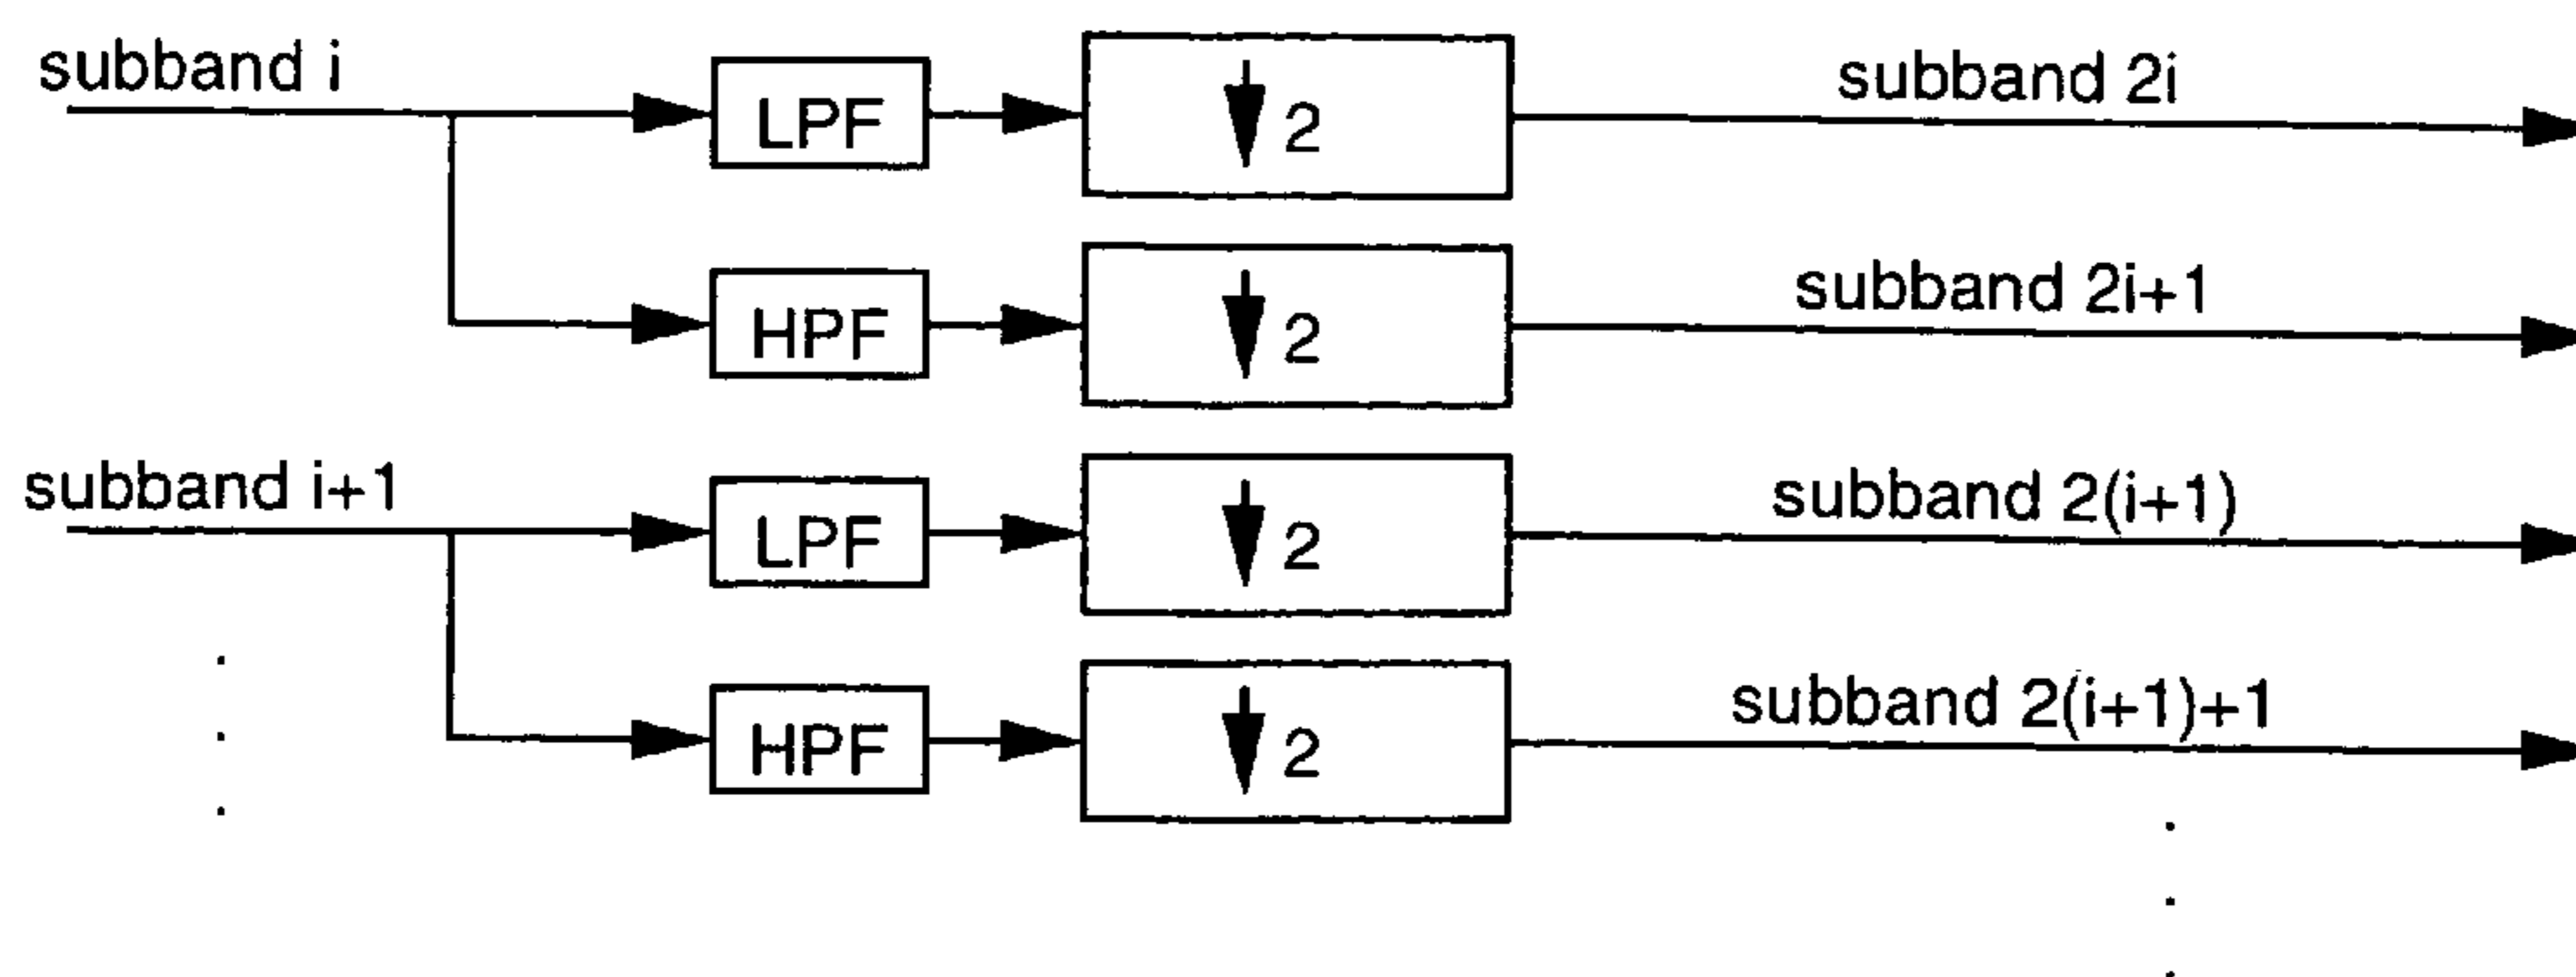 subband i
LPF
2
subband 2i
HPF
2
subband 2i+1
subband i+1
LPF
2
subband 2(i+1)
HPF
2
subband 2(i+1)+1